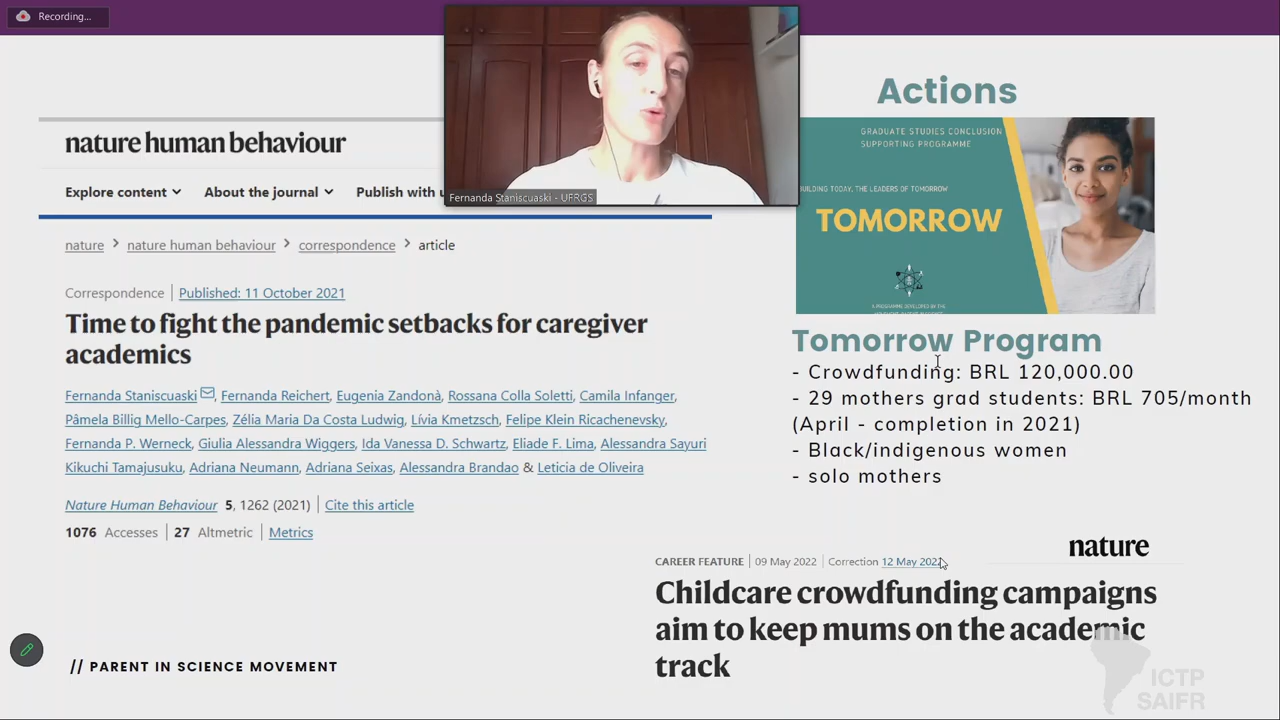 Recording...
nature human behaviour
Explore content
About the journal
Publish with u
nature > nature human behaviour > correspondence > article
Correspondence | Published: 11 October 2021
Time to fight the pandemic setbacks for caregiver
academics
Fernanda Staniscuaski, Fernanda Reichert, Eugenia Zandonà, Rossana Colla Soletti, Camila Infanger,
Pâmela Billig Mello-Carpes, Zélia Maria Da Costa Ludwig, Lívia Kmetzsch, Felipe Klein Ricachenevsky,
Fernanda P. Werneck, Giulia Alessandra Wiggers, Ida Vanessa D. Schwartz, Eliade F. Lima, Alessandra Sayuri
Kikuchi Tamajusuku, Adriana Neumann, Adriana Seixas, Alessandra Brandao & Leticia de Oliveira
Nature Human Behaviour 5, 1262 (2021) | Cite this article
1076 Accesses | 27 Altmetric | Metrics
// PARENT IN SCIENCE MOVEMENT
Fernanda Staniscuaski - UFRGS
Actions
GRADUATE STUDIES CONCLUSION
SUPPORTING PROGRAMME
UILDING TODAY, THE LEADERS OF TOMORROW
TOMORROW
A PROGRAMME DEVELOPED BY THE
Tomorrow Program
- Crowdfunding: BRL 120,000.00
- 29 mothers grad students: BRL 705/month
(April - completion in 2021)
- Black/indigenous women
- solo mothers
nature
CAREER FEATURE | 09 May 2022 | Correction 12 May 2022
Childcare crowdfunding campaigns
aim to keep mums on the academic
track
ICTP
SAIFR